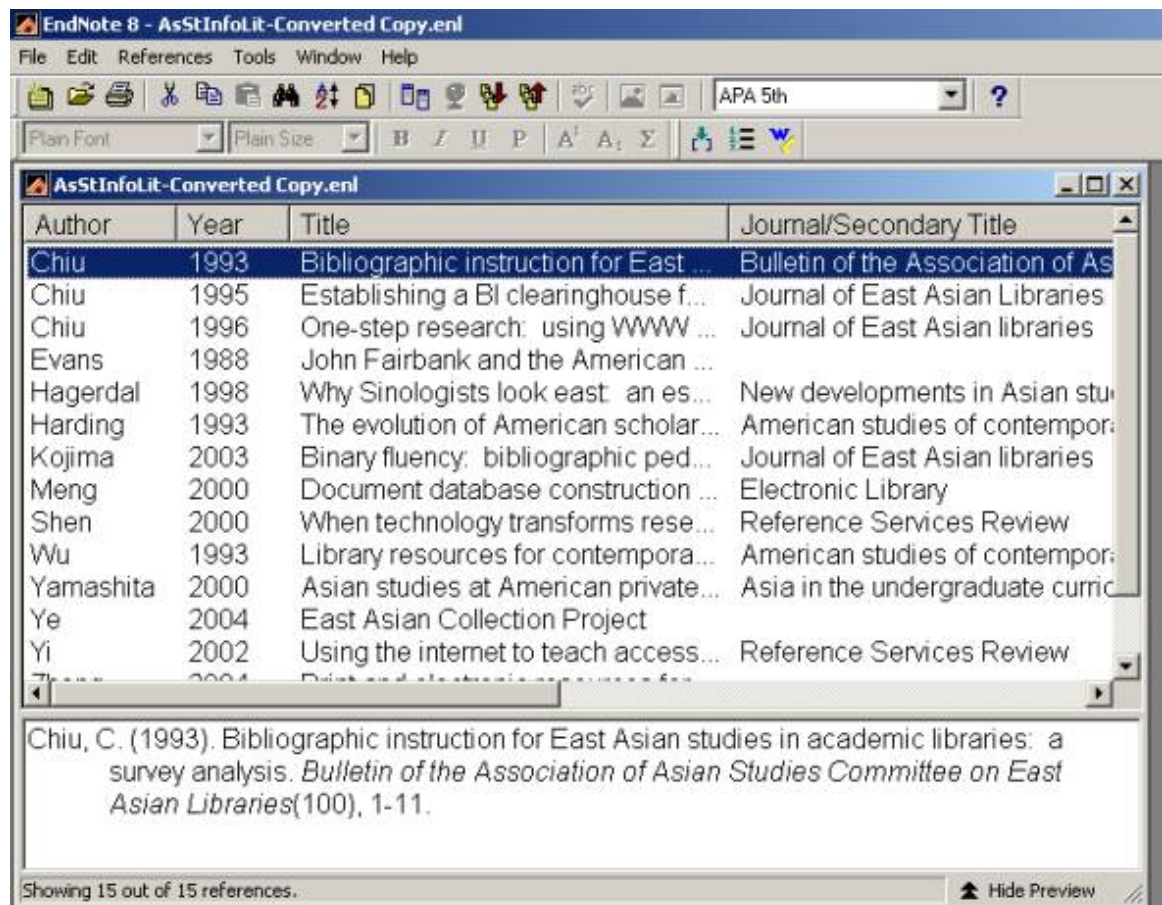 EndNote 8 - AsStInfoLit-Converted Copy.enl
File Edit References Tools Window Help
APA 5th ?
Plain Font Plain Size B I U P A¹ A₁ Σ
AsStInfoLit-Converted Copy.enl
Author Year Title Journal/Secondary Title
Chiu 1993 Bibliographic instruction for East ... Bulletin of the Association of As
Chiu 1995 Establishing a BI clearinghouse f... Journal of East Asian Libraries
Chiu 1996 One-step research: using WWW ... Journal of East Asian libraries
Evans 1988 John Fairbank and the American ...
Hagerdal 1998 Why Sinologists look east: an es... New developments in Asian stu
Harding 1993 The evolution of American scholar... American studies of contempor
Kojima 2003 Binary fluency: bibliographic ped... Journal of East Asian libraries
Meng 2000 Document database construction ... Electronic Library
Shen 2000 When technology transforms rese... Reference Services Review
Wu 1993 Library resources for contempora... American studies of contempor
Yamashita 2000 Asian studies at American private... Asia in the undergraduate curric
Ye 2004 East Asian Collection Project
Yi 2002 Using the internet to teach access... Reference Services Review
2004 Print and electronic resources for
Chiu, C. (1993). Bibliographic instruction for East Asian studies in academic libraries: a
survey analysis. Bulletin of the Association of Asian Studies Committee on East
Asian Libraries(100), 1-11.
Showing 15 out of 15 references. Hide Preview